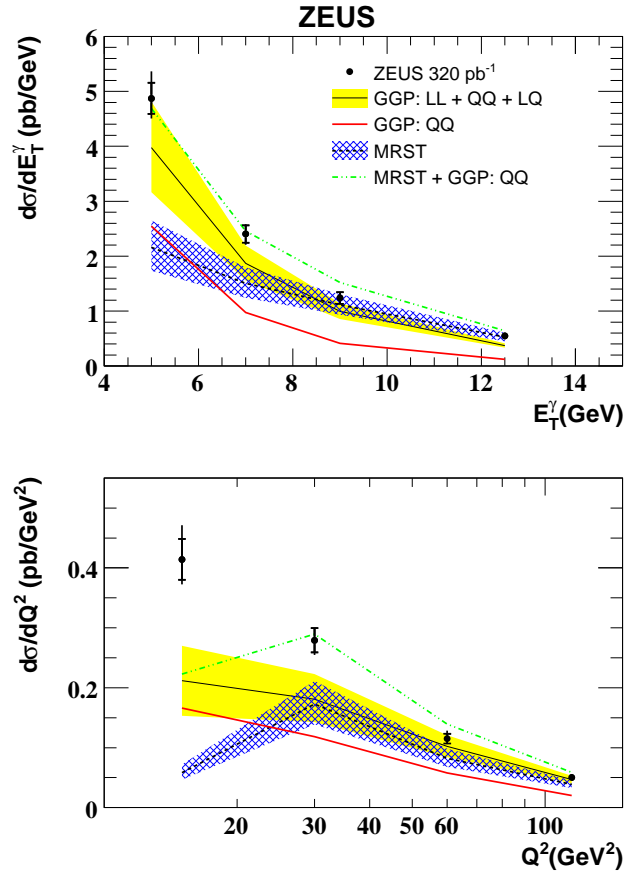 ZEUS
dσ/dE_T^γ (pb/GeV)
6
5
4
3
2
1
0
ZEUS 320 pb⁻¹
GGP: LL + QQ + LQ
GGP: QQ
MRST
MRST + GGP: QQ
4 6 8 10 12 14
E_T^γ(GeV)
dσ/dQ² (pb/GeV²)
0.4
0.2
0
20 30 40 50 60 100
Q²(GeV²)